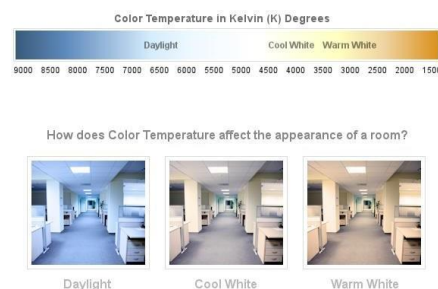 Color Temperature in Kelvin (K) Degrees
Daylight Cool White Warm White
9000 8500 8000 7500 7000 6500 6000 5500 5000 4500 4000 3500 3000 2500 2000 1500
How does Color Temperature affect the appearance of a room?
Daylight Cool White Warm White